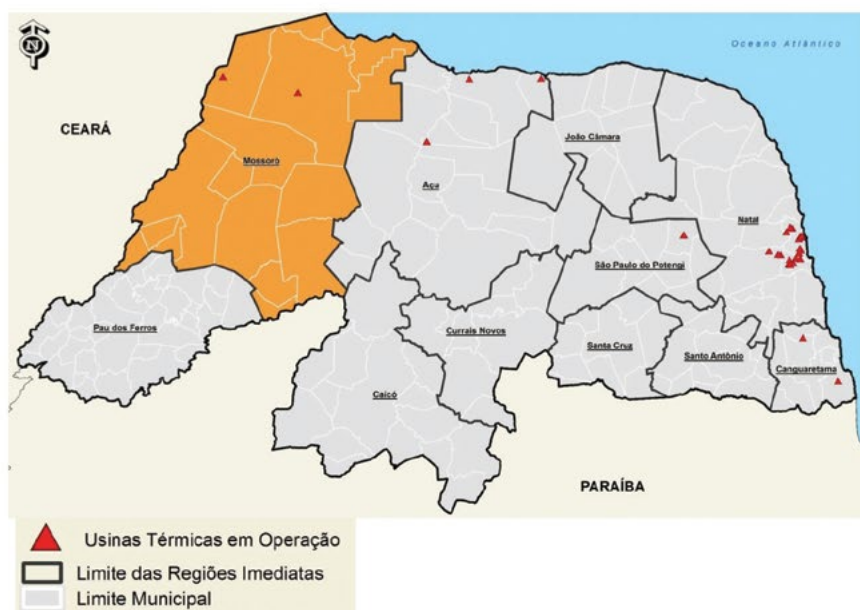 N
Oceano Atlântico
CEARÁ
João Câmara
Mossoró
Açu
Natal
São Paulo do Potengi
Pau dos Ferros
Currais Novos
Santa Cruz
Santo Antônio
Canguaretama
Caicó
PARAÍBA
Usinas Térmicas em Operação
Limite das Regiões Imediatas
Limite Municipal